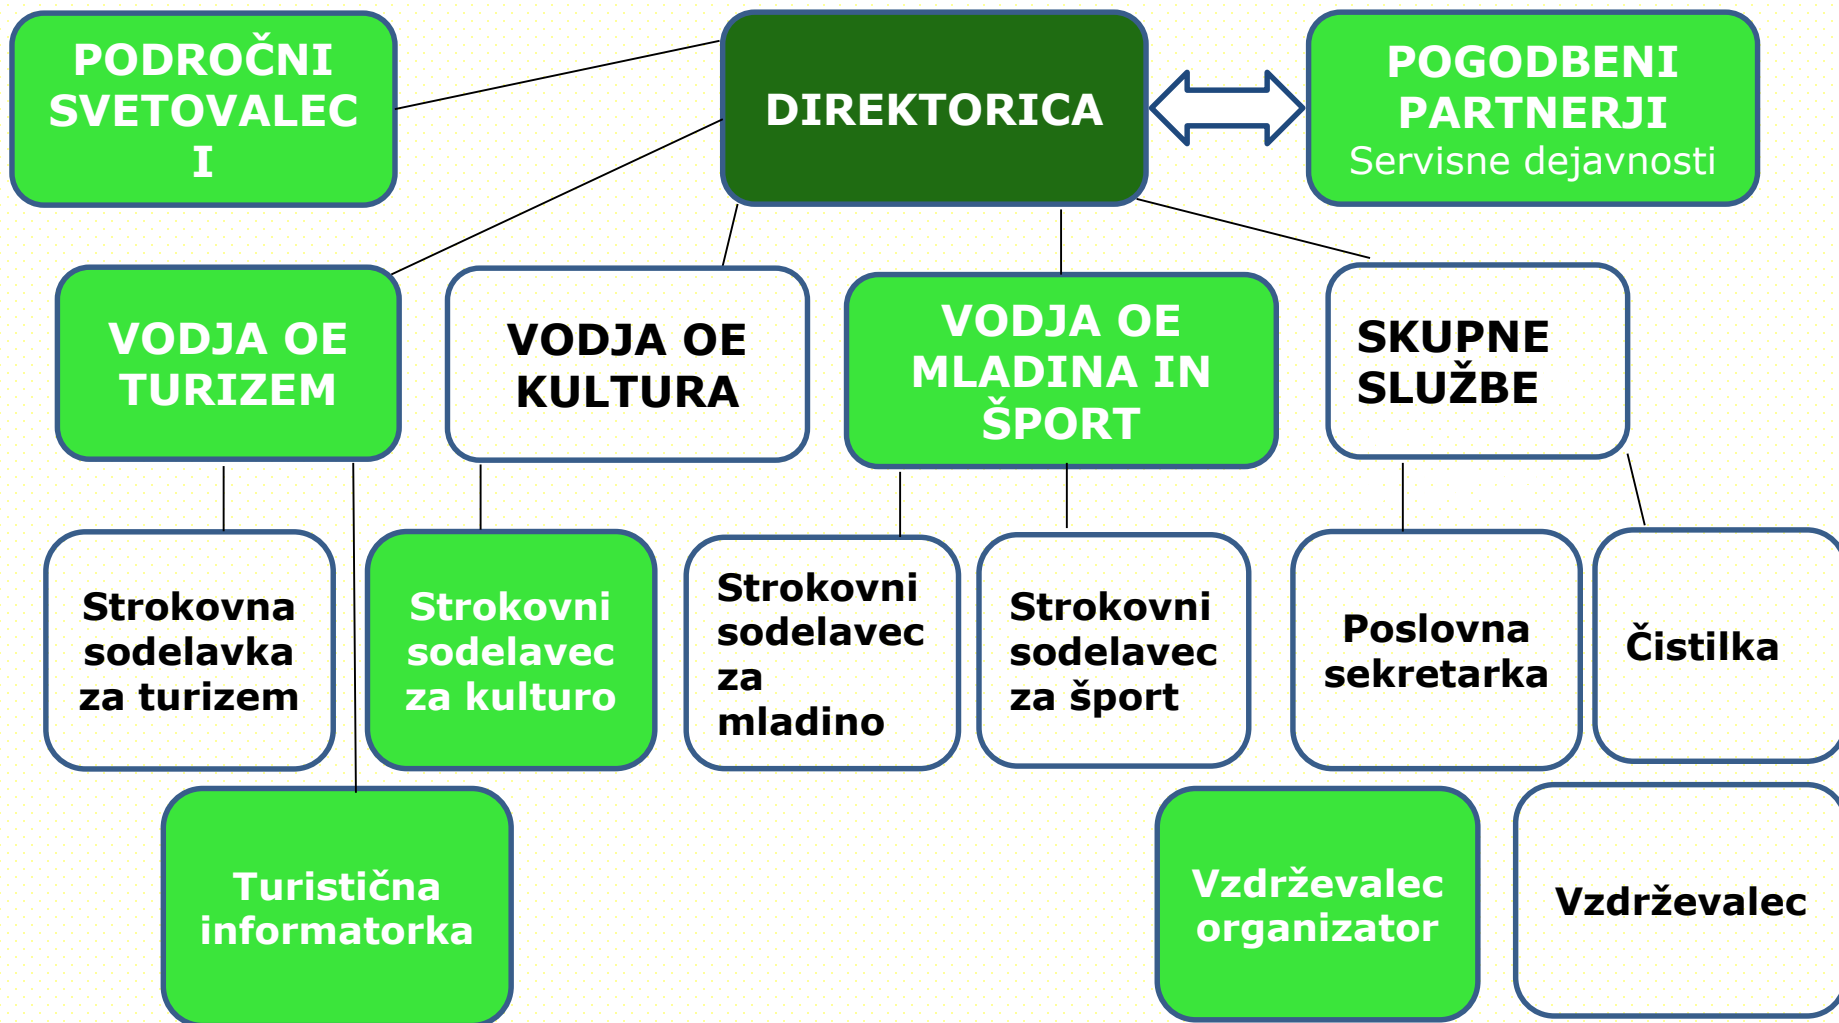 PODROČNI
SVETOVALEC
I
DIREKTORICA
POGODBENI
PARTNERJI
Servisne dejavnosti
VODJA OE
TURIZEM
VODJA OE
KULTURA
VODJA OE
MLADINA IN
ŠPORT
SKUPNE
SLUŽBE
Strokovna
sodelavka
za turizem
Strokovni
sodelavec
za kulturo
Strokovni
sodelavec
za
mladino
Strokovni
sodelavec
za šport
Poslovna
sekretarka
Čistilka
Turistična
informatorka
Vzdrževalec
organizator
Vzdrževalec